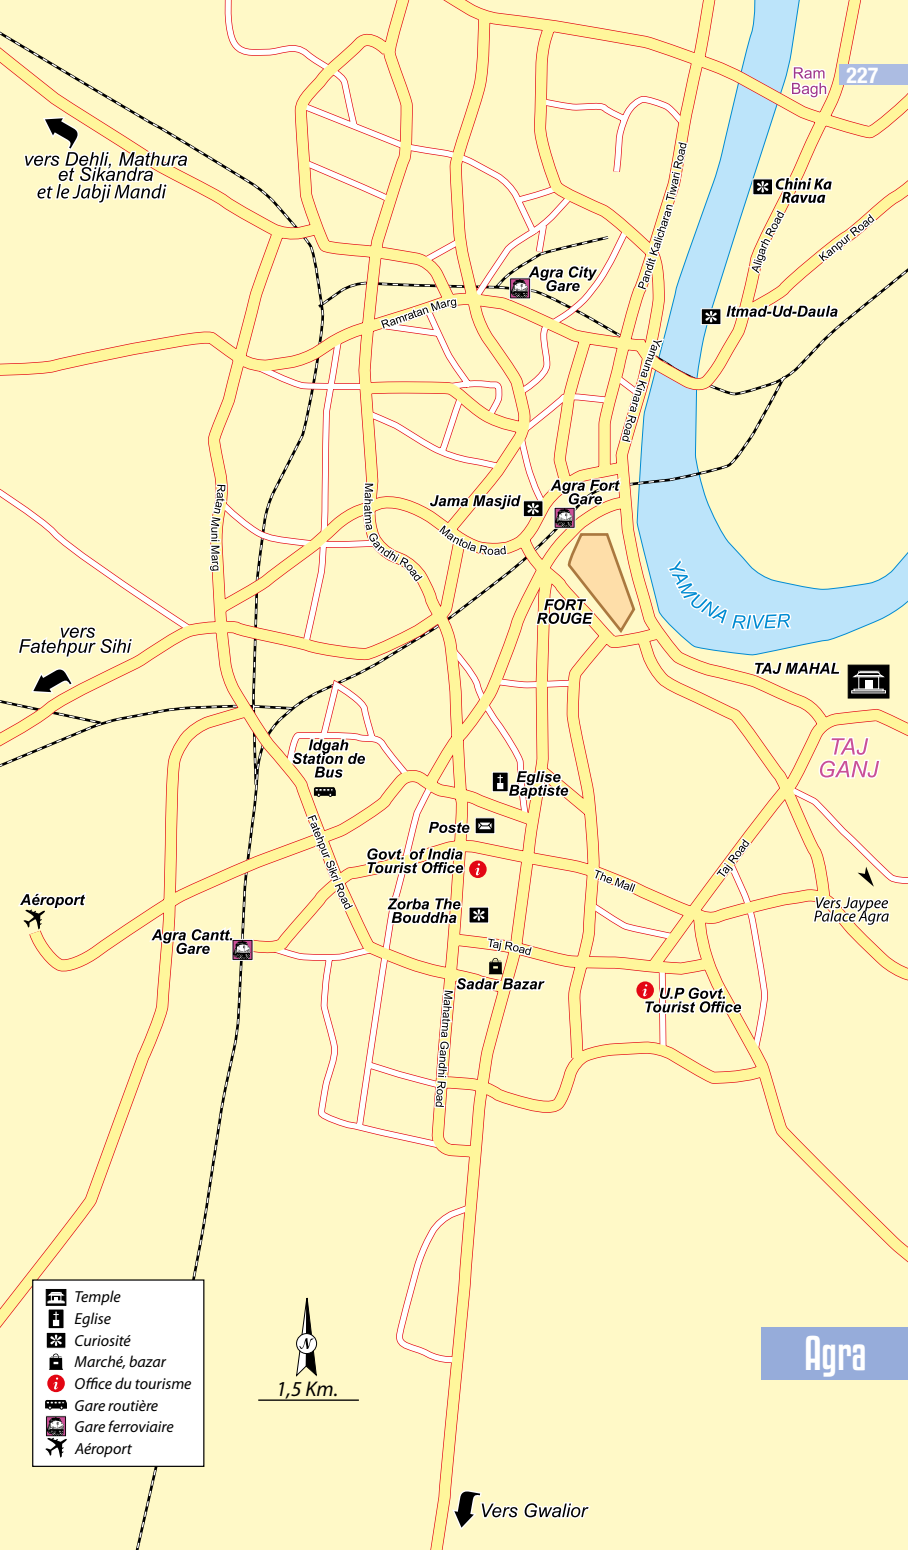 Ram
Bagh
227
vers Dehli, Mathura
et Sikandra
et le Jabji Mandi
Chini Ka
Ravua
Pandit Kalicharan Tiwari Road
Aligarh Road
Kanpur Road
Agra City
Gare
Ramratan Marg
Itmad-Ud-Daula
Yamuna Kinara Road
Jama Masjid
Agra Fort
Gare
Ratan Muni Marg
Mahatma Gandhi Road
Mantola Road
YAMUNA RIVER
FORT
ROUGE
vers
Fatehpur Sihi
TAJ MAHAL
TAJ
GANJ
Idgah
Station de
Bus
Eglise
Baptiste
Poste
Fatehpur Sikri Road
Govt. of India
Tourist Office
The Mall
Taj Road
Aéroport
Zorba The
Bouddha
Vers Jaypee
Palace Agra
Agra Cantt.
Gare
Taj Road
Sadar Bazar
U.P Govt.
Tourist Office
Mahatma Gandhi Road
Temple
Eglise
Curiosité
Marché, bazar
Office du tourisme
Gare routière
Gare ferroviaire
Aéroport
N
1,5 Km.
Agra
Vers Gwalior